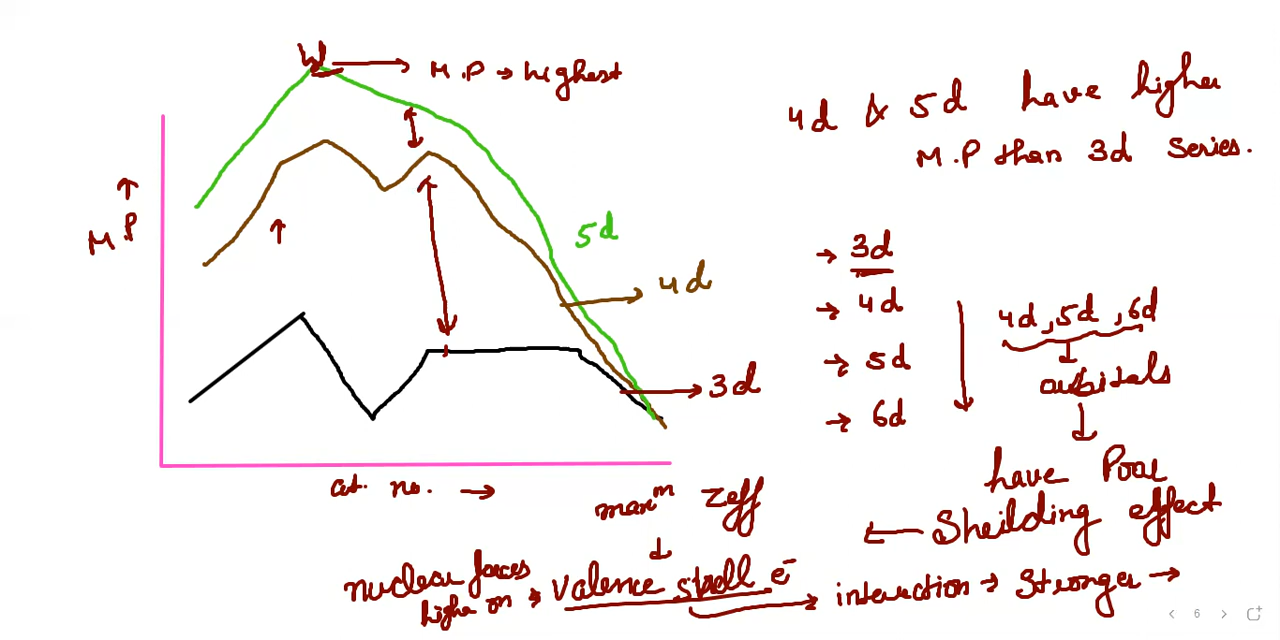 W
M.P → highest
4d & 5d have higher
M.P than 3d series.
↑
M.P
↑
5d
4d
3d
→ 3d
→ 4d
→ 5d
→ 6d
4d, 5d, 6d
orbitals
have Poor
Sheilding effect
at. no. →
maxᵐ Zeff
nuclear forces
higher on → valence shell e⁻ → interaction → Stronger →
6